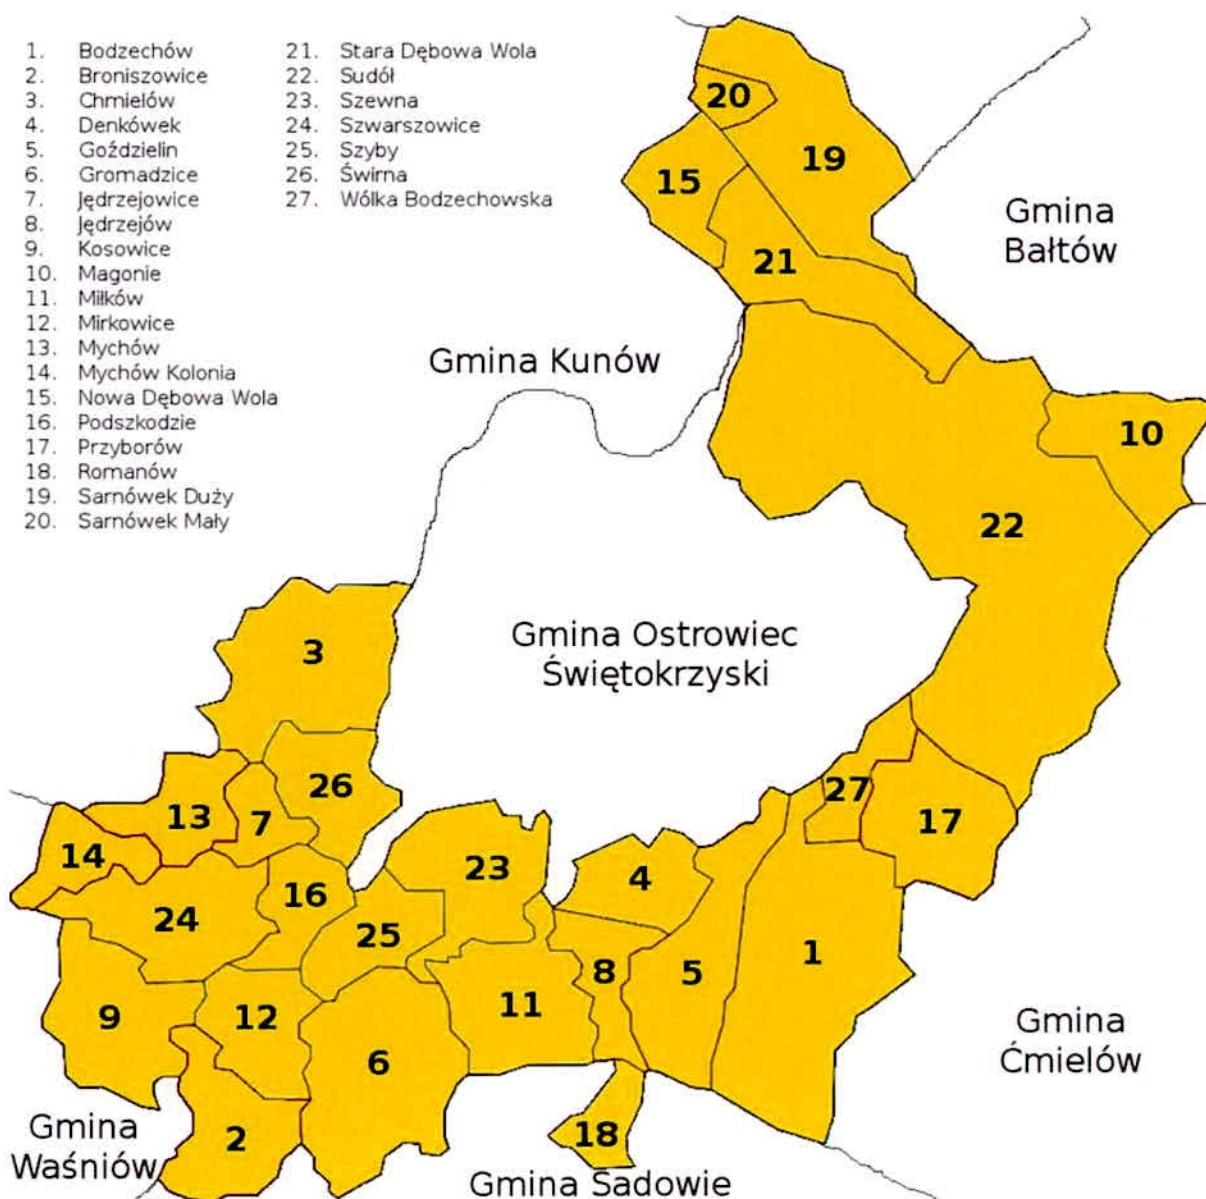 1. Bodzechów
2. Broniszowice
3. Chmielów
4. Denkówek
5. Goździelin
6. Gromadzice
7. Jędrzejowice
8. Jędrzejów
9. Kosowice
10. Magonie
11. Miłków
12. Mirkowice
13. Mychów
14. Mychów Kolonia
15. Nowa Dębowa Wola
16. Podszkodzie
17. Przyborów
18. Romanów
19. Sarnówek Duży
20. Sarnówek Mały
21. Stara Dębowa Wola
22. Sudół
23. Szewna
24. Szwarszowice
25. Szyby
26. Świrna
27. Wólka Bodzechowska
20
19
15
Gmina
Bałtów
21
Gmina Kunów
10
22
Gmina Ostrowiec
Świętokrzyski
3
26
27
13
7
17
14
23
4
16
24
25
1
8
5
11
9
12
Gmina
Ćmielów
6
Gmina
Waśniów
2
18
Gmina Sadowie